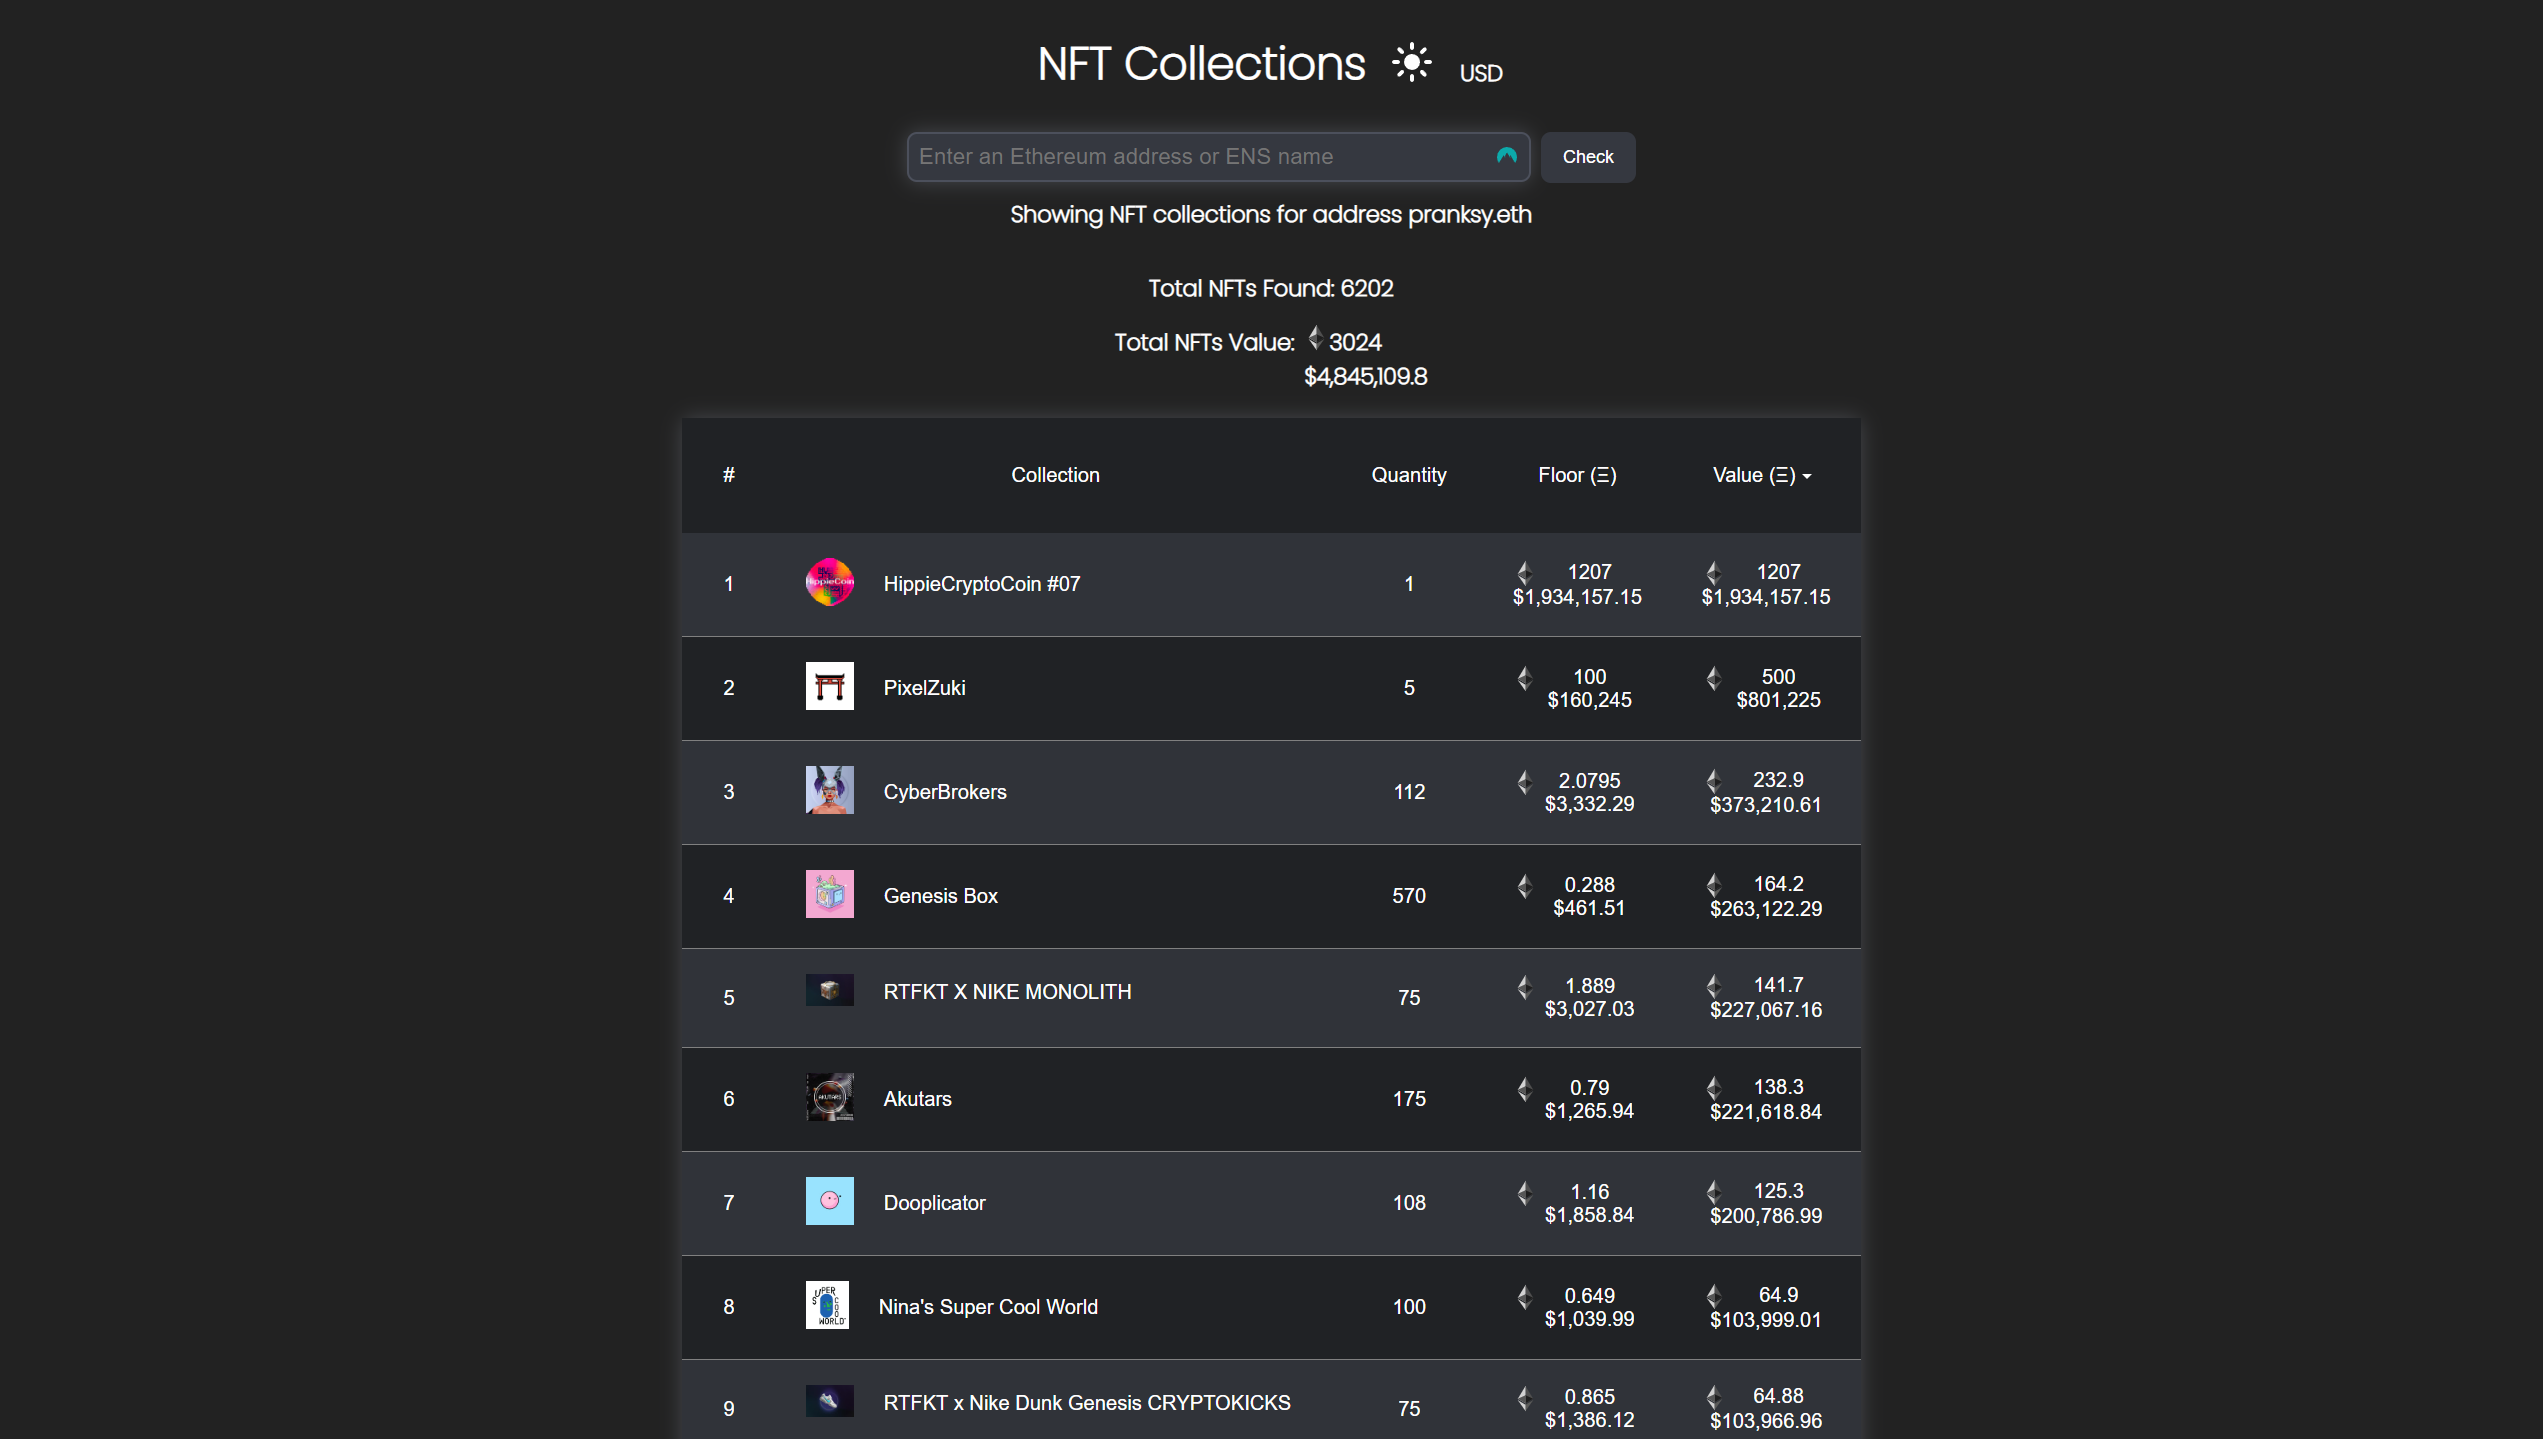 NFT Collections USD
Enter an Ethereum address or ENS name Check
Showing NFT collections for address pranksy.eth
Total NFTs Found: 6202
Total NFTs Value: 3024
$4,845,109.8
# Collection Quantity Floor (Ξ) Value (Ξ)
1 HippieCoin HippieCryptoCoin #07 1 1207 1207
$1,934,157.15 $1,934,157.15
2 PixelZuki 5 100 500
$160,245 $801,225
3 CyberBrokers 112 2.0795 232.9
$3,332.29 $373,210.61
4 Genesis Box 570 0.288 164.2
$461.51 $263,122.29
5 RTFKT X NIKE MONOLITH 75 1.889 141.7
$3,027.03 $227,067.16
6 AKUTARS Akutars 175 0.79 138.3
$1,265.94 $221,618.84
7 Dooplicator 108 1.16 125.3
$1,858.84 $200,786.99
8 SUPER COOL WORLD Nina's Super Cool World 100 0.649 64.9
$1,039.99 $103,999.01
9 RTFKT x Nike Dunk Genesis CRYPTOKICKS 75 0.865 64.88
$1,386.12 $103,966.96